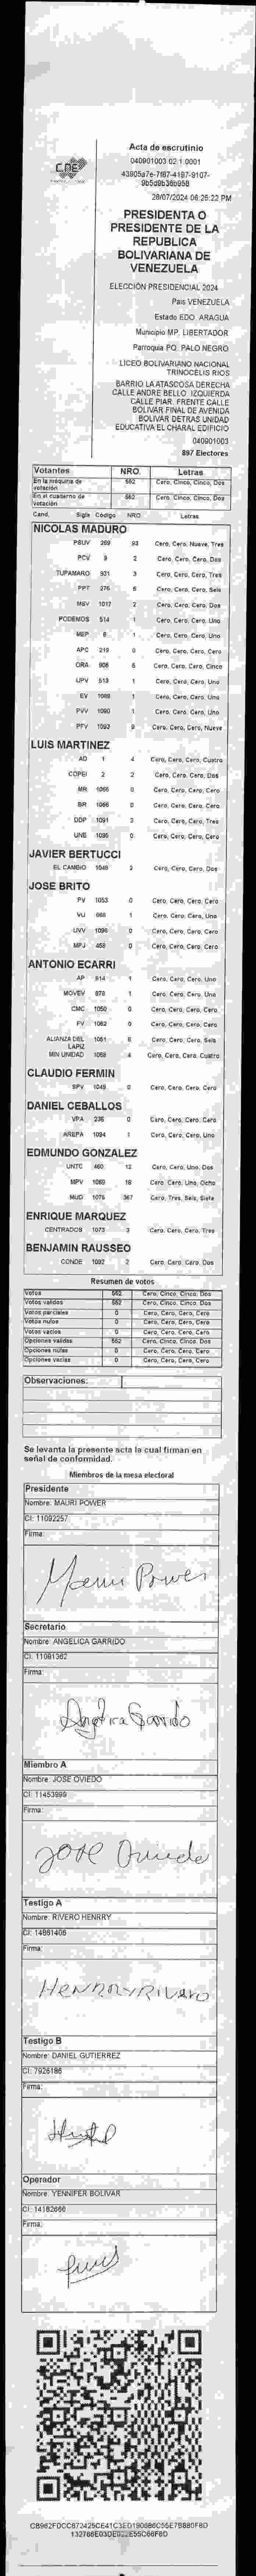 CNE
Acta de escrutinio
040901003.02.1.0001
28/07/2024 06:25:22 PM
PRESIDENTA O
PRESIDENTE DE LA
REPUBLICA
BOLIVARIANA DE
VENEZUELA
ELECCIÓN PRESIDENCIAL 2024
País VENEZUELA
Estado EDO. ARAGUA
Municipio MP. LIBERTADOR
Parroquia PQ. PALO NEGRO
LICEO BOLIVARIANO NACIONAL
TRINOCELIS RIOS
BARRIO LA ATASCOSA DERECHA
CALLE ANDRE BELLO. IZQUIERDA
CALLE PIAR. FRENTE CALLE
BOLIVAR FINAL DE AVENIDA
BOLIVAR DETRAS UNIDAD
EDUCATIVA EL CHARAL EDIFICIO
040901003
897 Electores
Votantes NRO. Letras
En la máquina de votación 552 Cero, Cinco, Cinco, Dos
En el cuaderno de votación 552 Cero, Cinco, Cinco, Dos
Cand. Sigla Código NRO Letras
NICOLAS MADURO
PSUV 269 93 Cero, Cero, Nueve, Tres
PCV 9 2 Cero, Cero, Cero, Dos
TUPAMARO 921 3 Cero, Cero, Cero, Tres
PPT 275 6 Cero, Cero, Cero, Seis
MSV 1017 2 Cero, Cero, Cero, Dos
PODEMOS 514 1 Cero, Cero, Cero, Uno
MEP 6 1 Cero, Cero, Cero, Uno
APC 219 0 Cero, Cero, Cero, Cero
ORA 906 5 Cero, Cero, Cero, Cinco
UPV 513 1 Cero, Cero, Cero, Uno
EV 1088 1 Cero, Cero, Cero, Uno
PVV 1090 1 Cero, Cero, Cero, Uno
PFV 1093 9 Cero, Cero, Cero, Nueve
LUIS MARTINEZ
AD 1 4 Cero, Cero, Cero, Cuatro
COPEI 2 2 Cero, Cero, Cero, Dos
MR 1066 0 Cero, Cero, Cero, Cero
BR 0 Cero, Cero, Cero, Cero
DDP 1091 3 Cero, Cero, Cero, Tres
UNE 1095 0 Cero, Cero, Cero, Cero
JAVIER BERTUCCI
EL CAMBIO 1048 2 Cero, Cero, Cero, Dos
JOSE BRITO
PV 1053 0 Cero, Cero, Cero, Cero
VU 668 1 Cero, Cero, Cero, Uno
UVV 1096 0 Cero, Cero, Cero, Cero
MPJ 458 0 Cero, Cero, Cero, Cero
ANTONIO ECARRI
AP 914 1 Cero, Cero, Cero, Uno
MOVEV 978 1 Cero, Cero, Cero, Uno
CMC 1050 0 Cero, Cero, Cero, Cero
FV 1082 0 Cero, Cero, Cero, Cero
ALIANZA DEL LAPIZ 1081 6 Cero, Cero, Cero, Seis
MIN UNIDAD 1068 4 Cero, Cero, Cero, Cuatro
CLAUDIO FERMIN
SPV 1049 0 Cero, Cero, Cero, Cero
DANIEL CEBALLOS
VPA 236 0 Cero, Cero, Cero, Cero
AREPA 1094 1 Cero, Cero, Cero, Uno
EDMUNDO GONZALEZ
UNTC 460 12 Cero, Cero, Uno, Dos
MPV 1069 18 Cero, Cero, Uno, Ocho
MUD 1076 367 Cero, Tres, Seis, Siete
ENRIQUE MARQUEZ
CENTRADOS 1073 3 Cero, Cero, Cero, Tres
BENJAMIN RAUSSEO
CONDE 1092 2 Cero, Cero, Cero, Dos
Resumen de votos
Votos 552 Cero, Cinco, Cinco, Dos
Votos validos 552 Cero, Cinco, Cinco, Dos
Votos parciales 0 Cero, Cero, Cero, Cero
Votos nulos 0 Cero, Cero, Cero, Cero
Votos vacios 0 Cero, Cero, Cero, Cero
Opciones validas 552 Cero, Cinco, Cinco, Dos
Opciones nulas 0 Cero, Cero, Cero, Cero
Opciones vacias 0 Cero, Cero, Cero, Cero
Observaciones:
Se levanta la presente acta la cual firman en
señal de conformidad.
Miembros de la mesa electoral
Presidente
Nombre: MAURI POWER
CI: 11092257
Firma:
Mauri Power
Secretario
Nombre: ANGELICA GARRIDO
CI: 11091362
Firma:
Angelica Garrido
Miembro A
Nombre: JOSE OVIEDO
CI: 11453999
Firma:
Jose Oviedo
Testigo A
Nombre: RIVERO HENRRY
CI: 14861406
Firma:
HENRRY RIVERO
Testigo B
Nombre: DANIEL GUTIERREZ
CI: 7926186
Firma:
Operador
Nombre: YENNIFER BOLIVAR
CI: 14182666
Firma: